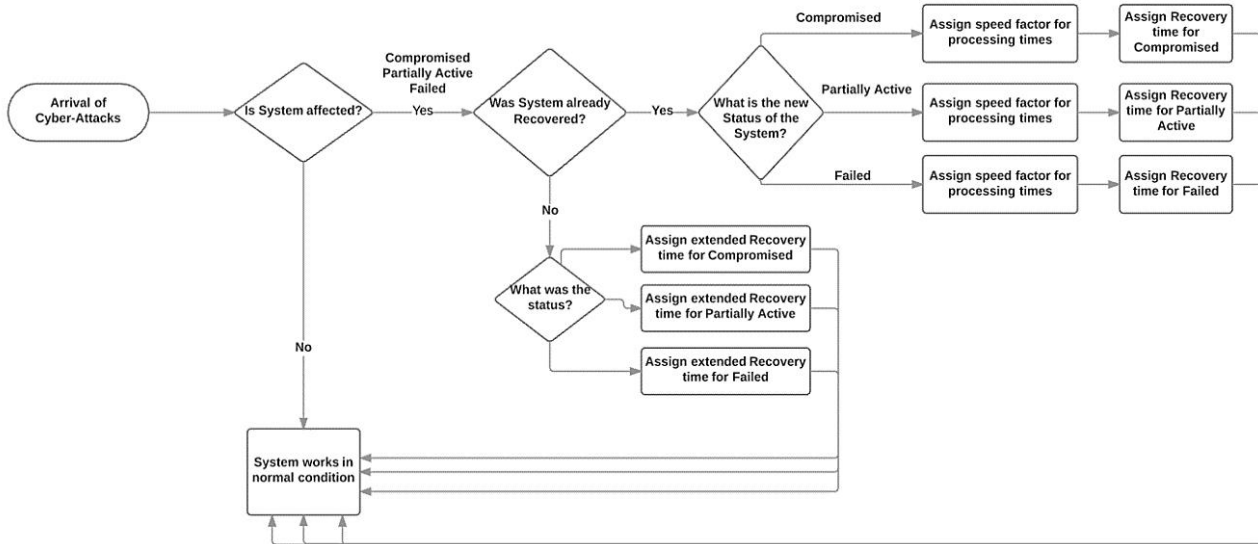 Arrival of
Cyber-Attacks
Is System affected?
Compromised
Partially Active
Failed
Yes
Was System already
Recovered?
Yes
What is the new
Status of the
System?
Compromised
Assign speed factor for
processing times
Assign Recovery
time for
Compromised
Partially Active
Assign speed factor for
processing times
Assign Recovery
time for Partially
Active
Failed
Assign speed factor for
processing times
Assign Recovery
time for Failed
No
What was the
status?
Assign extended Recovery
time for Compromised
Assign extended Recovery
time for Partially Active
Assign extended Recovery
time for Failed
No
System works in
normal condition